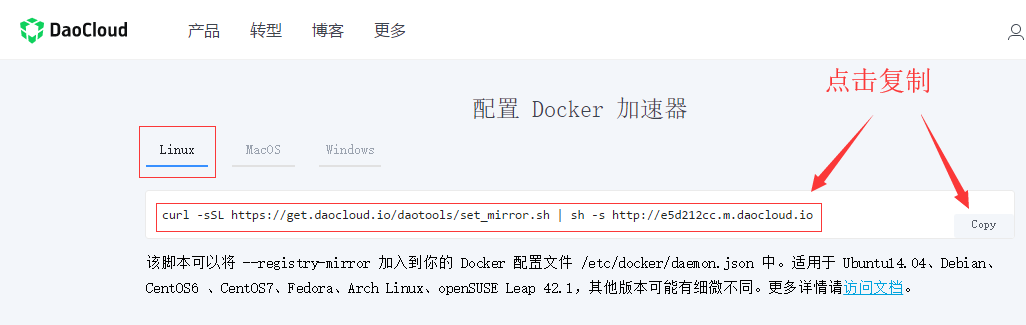 DaoCloud 产品 转型 博客 更多
点击复制
配置 Docker 加速器
Linux MacOS Windows
curl -sSL https://get.daocloud.io/daotools/set_mirror.sh | sh -s http://e5d212cc.m.daocloud.io
Copy
该脚本可以将 --registry-mirror 加入到你的 Docker 配置文件 /etc/docker/daemon.json 中。适用于 Ubuntu14.04、Debian、
CentOS6 、CentOS7、Fedora、Arch Linux、openSUSE Leap 42.1，其他版本可能有细微不同。更多详情请访问文档。